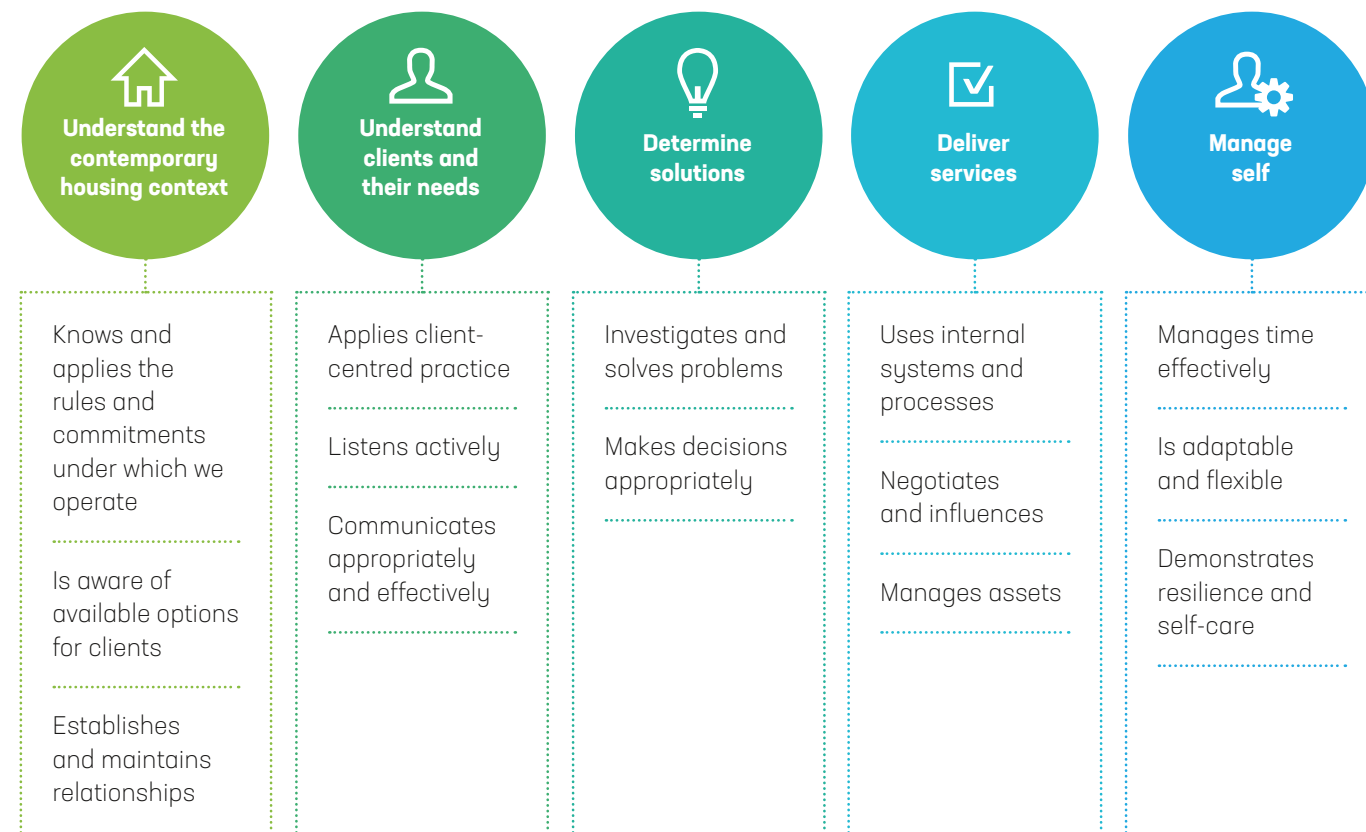 Understand the
contemporary
housing context
Knows and
applies the
rules and
commitments
under which we
operate
Is aware of
available options
for clients
Establishes
and maintains
relationships
Understand
clients and
their needs
Applies client-
centred practice
Listens actively
Communicates
appropriately
and effectively
Determine
solutions
Investigates and
solves problems
Makes decisions
appropriately
Deliver
services
Uses internal
systems and
processes
Negotiates
and influences
Manages assets
Manage
self
Manages time
effectively
Is adaptable
and flexible
Demonstrates
resilience and
self-care